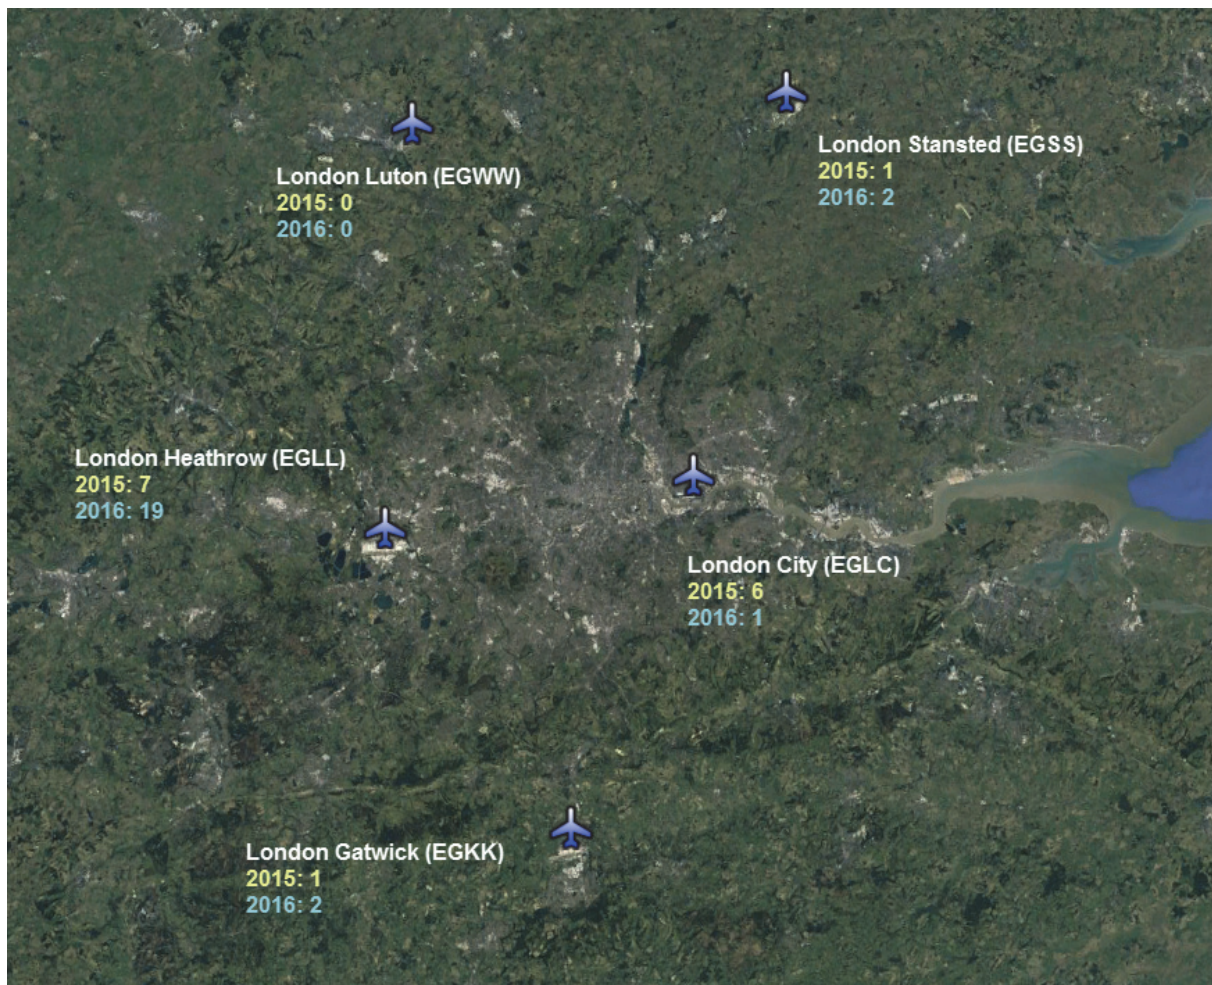 London Stansted (EGSS)
2015: 1
2016: 2
London Luton (EGWW)
2015: 0
2016: 0
London Heathrow (EGLL)
2015: 7
2016: 19
London City (EGLC)
2015: 6
2016: 1
London Gatwick (EGKK)
2015: 1
2016: 2